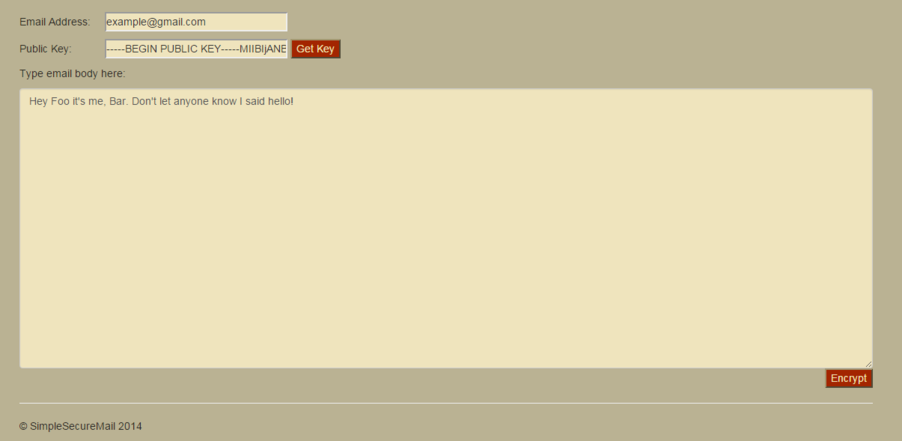 Email Address: example@gmail.com
Public Key: -----BEGIN PUBLIC KEY-----MIIBIjANB Get Key
Type email body here:
Hey Foo it's me, Bar. Don't let anyone know I said hello!
Encrypt
© SimpleSecureMail 2014